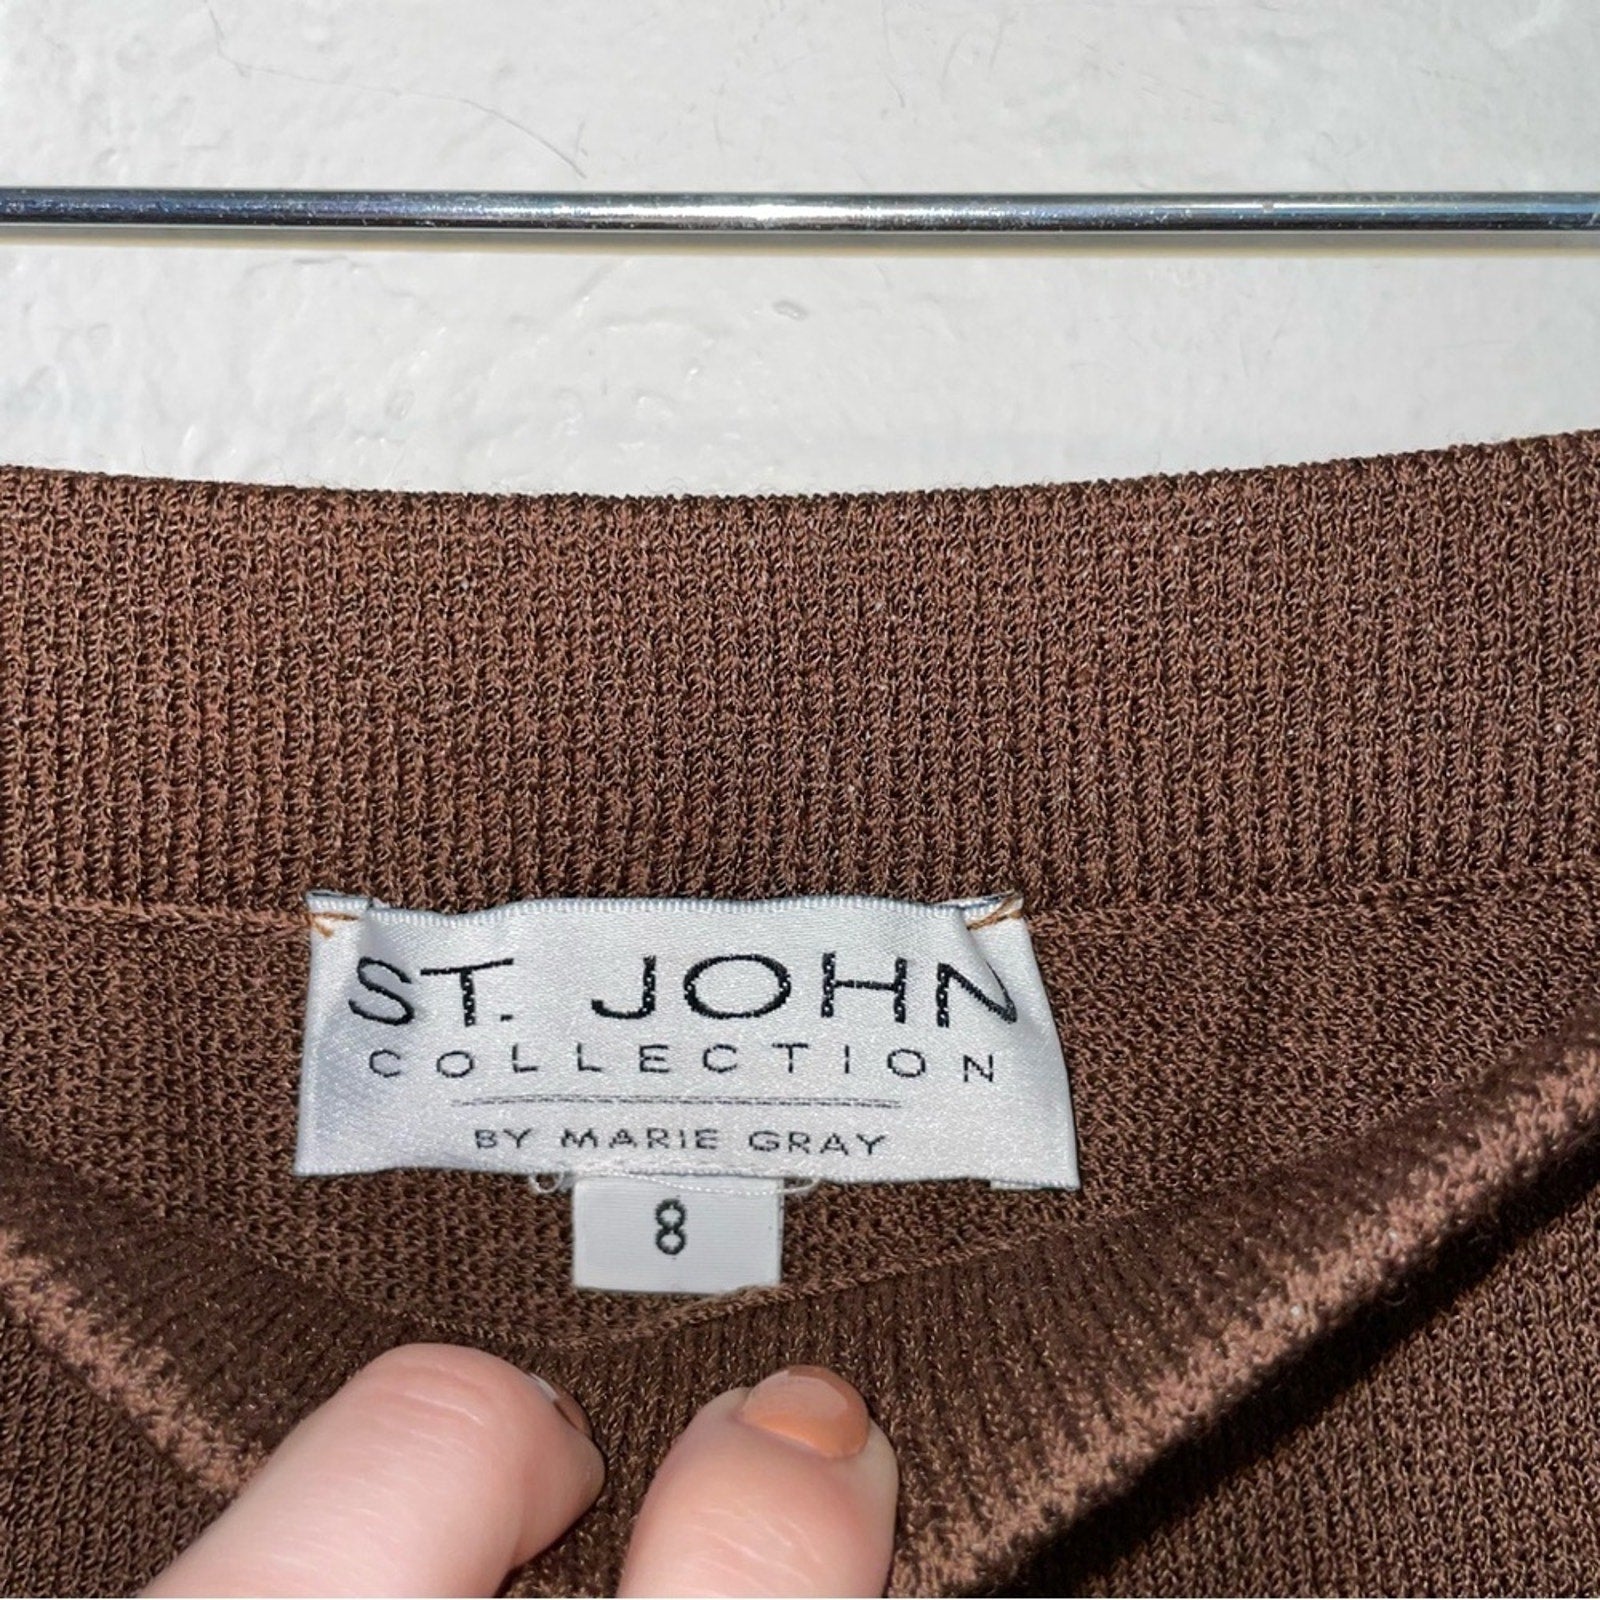 ST. JOHN
COLLECTION
BY MARIE GRAY
8